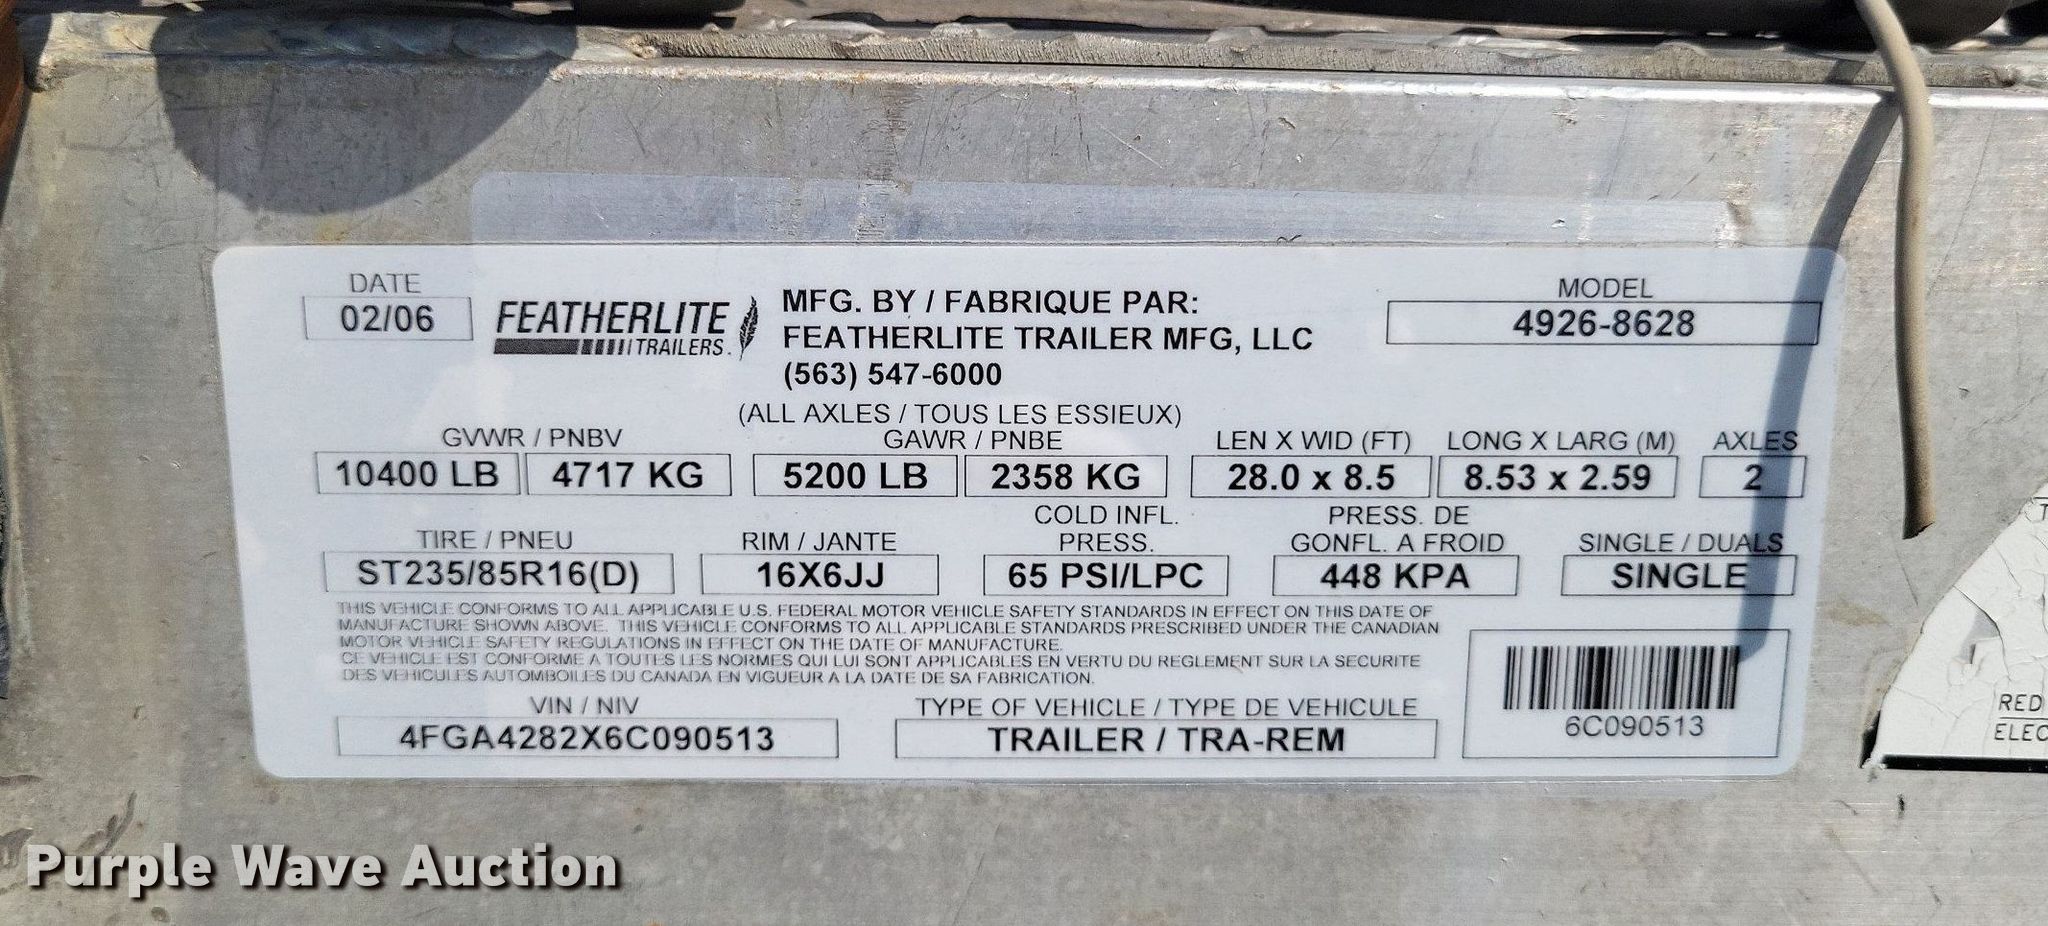 DATE
02/06
FEATHERLITE
TRAILERS.
MFG. BY / FABRIQUE PAR:
FEATHERLITE TRAILER MFG, LLC
(563) 547-6000
MODEL
4926-8628
(ALL AXLES / TOUS LES ESSIEUX)
GVWR / PNBV GAWR / PNBE LEN X WID (FT) LONG X LARG (M) AXLES
10400 LB 4717 KG 5200 LB 2358 KG 28.0 x 8.5 8.53 x 2.59 2
COLD INFL. PRESS. DE
TIRE / PNEU RIM / JANTE PRESS. GONFL. A FROID SINGLE / DUALS
ST235/85R16(D) 16X6JJ 65 PSI/LPC 448 KPA SINGLE
THIS VEHICLE CONFORMS TO ALL APPLICABLE U.S. FEDERAL MOTOR VEHICLE SAFETY STANDARDS IN EFFECT ON THIS DATE OF
MANUFACTURE SHOWN ABOVE. THIS VEHICLE CONFORMS TO ALL APPLICABLE STANDARDS PRESCRIBED UNDER THE CANADIAN
MOTOR VEHICLE SAFETY REGULATIONS IN EFFECT ON THE DATE OF MANUFACTURE.
CE VEHICLE EST CONFORME A TOUTES LES NORMES QUI LUI SONT APPLICABLES EN VERTU DU REGLEMENT SUR LA SECURITE
DES VEHICULES AUTOMBOILES DU CANADA EN VIGUEUR A LA DATE DE SA FABRICATION.
VIN / NIV TYPE OF VEHICLE / TYPE DE VEHICULE
4FGA4282X6C090513 TRAILER / TRA-REM
6C090513
RED
ELEC
Purple Wave Auction